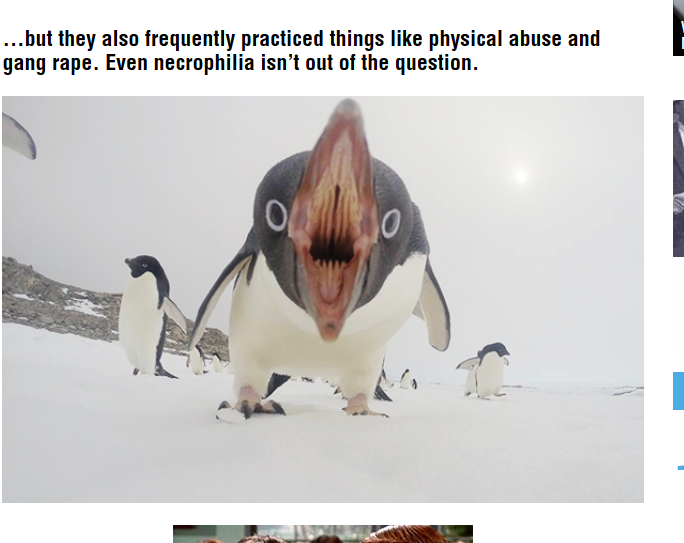 ...but they also frequently practiced things like physical abuse and
gang rape. Even necrophilia isn't out of the question.